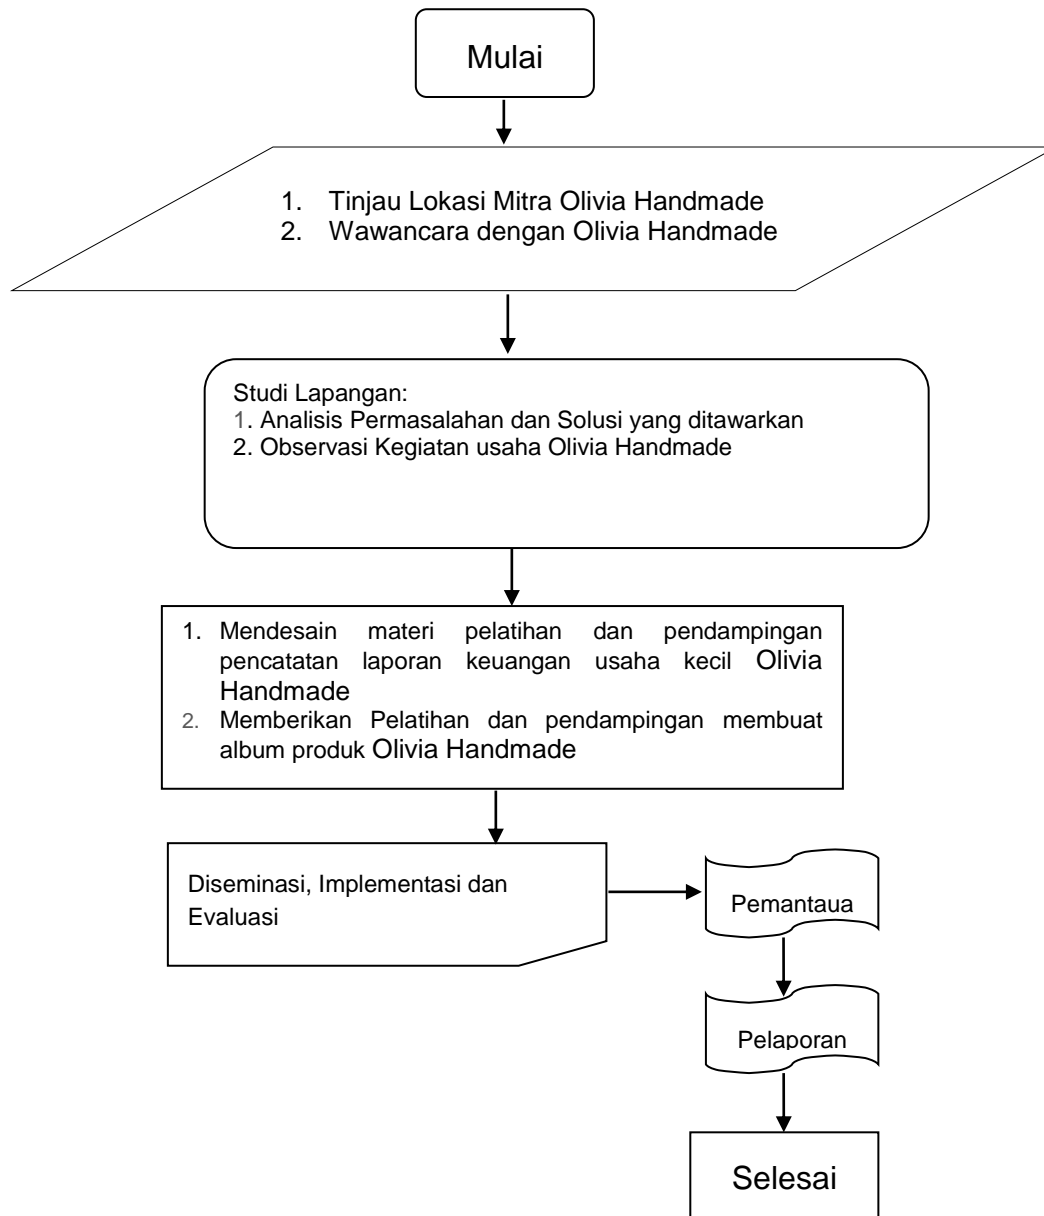 Mulai
1. Tinjau Lokasi Mitra Olivia Handmade
2. Wawancara dengan Olivia Handmade
Studi Lapangan:
1. Analisis Permasalahan dan Solusi yang ditawarkan
2. Observasi Kegiatan usaha Olivia Handmade
1. Mendesain materi pelatihan dan pendampingan
pencatatan laporan keuangan usaha kecil Olivia
Handmade
2. Memberikan Pelatihan dan pendampingan membuat
album produk Olivia Handmade
Diseminasi, Implementasi dan
Evaluasi
Pemantaua
Pelaporan
Selesai